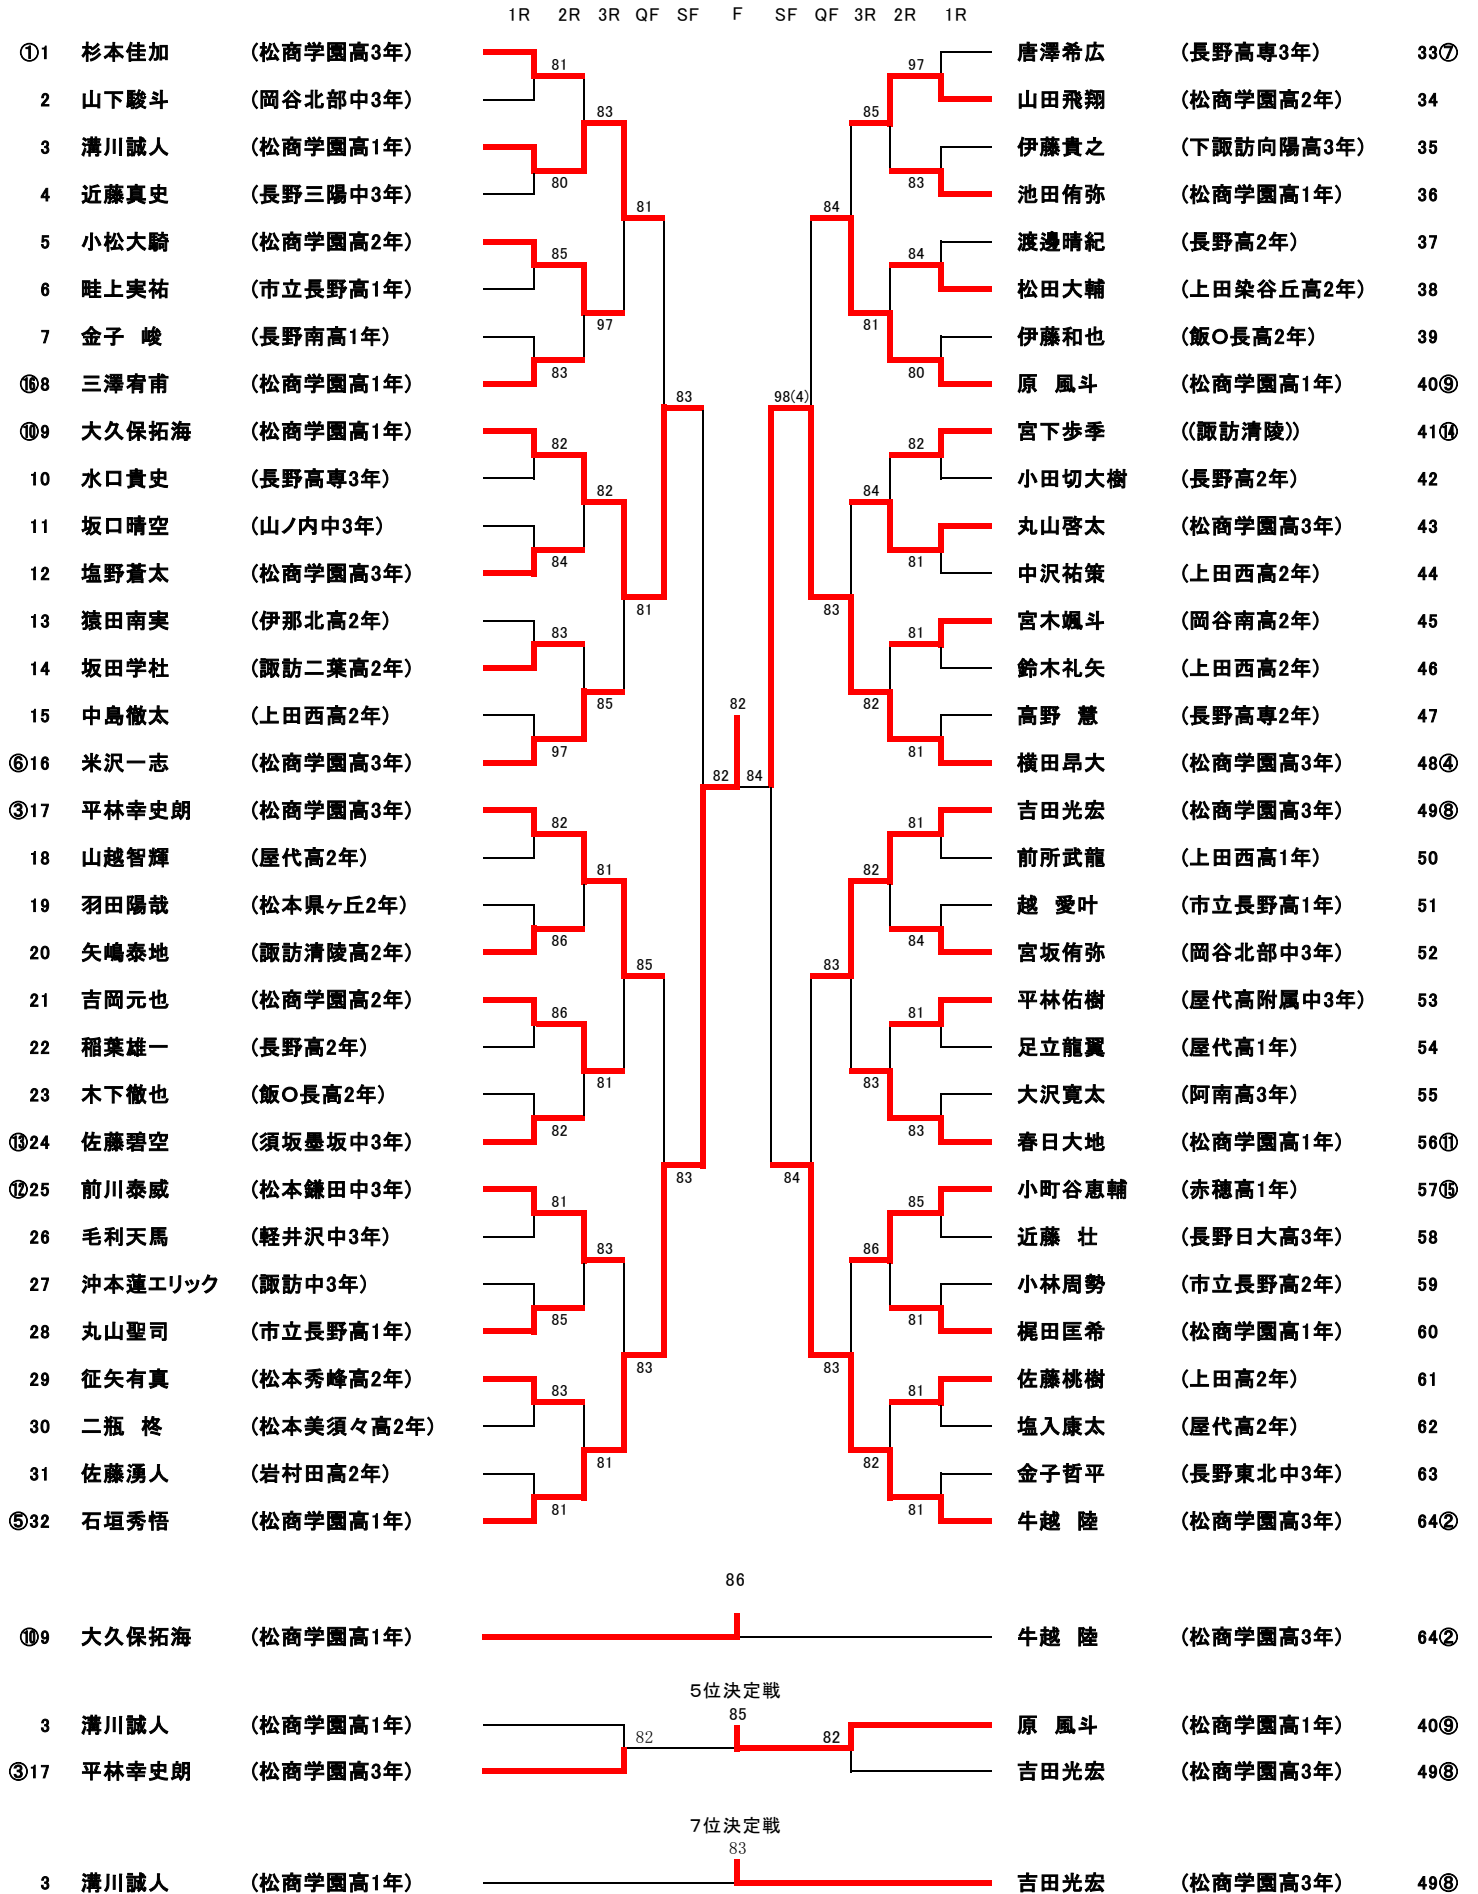 1R 2R 3R QF SF F SF QF 3R 2R 1R
①1 杉本佳加 (松商学園高3年) 唐澤希広 (長野高専3年) 33⑦
81 97
2 山下駿斗 (岡谷北部中3年) 山田飛翔 (松商学園高2年) 34
83 85
3 溝川誠人 (松商学園高1年) 伊藤貴之 (下諏訪向陽高3年) 35
80 83
4 近藤真史 (長野三陽中3年) 池田侑弥 (松商学園高1年) 36
81 84
5 小松大騎 (松商学園高2年) 渡邊晴紀 (長野高2年) 37
85 84
6 畦上実祐 (市立長野高1年) 松田大輔 (上田染谷丘高2年) 38
97 81
7 金子 峻 (長野南高1年) 伊藤和也 (飯O長高2年) 39
83 80
⑯8 三澤宥甫 (松商学園高1年) 原 風斗 (松商学園高1年) 40⑨
83 98(4)
⑩9 大久保拓海 (松商学園高1年) 宮下歩季 ((諏訪清陵)) 41⑭
82 82
10 水口貴史 (長野高専3年) 小田切大樹 (長野高2年) 42
82 84
11 坂口晴空 (山ノ内中3年) 丸山啓太 (松商学園高3年) 43
84 81
12 塩野蒼太 (松商学園高3年) 中沢祐策 (上田西高2年) 44
81 83
13 猿田南実 (伊那北高2年) 宮木颯斗 (岡谷南高2年) 45
83 81
14 坂田学杜 (諏訪二葉高2年) 鈴木礼矢 (上田西高2年) 46
85 82 82
15 中島徹太 (上田西高2年) 高野 慧 (長野高専2年) 47
97 81
⑥16 米沢一志 (松商学園高3年) 横田昂大 (松商学園高3年) 48④
82 84
③17 平林幸史朗 (松商学園高3年) 吉田光宏 (松商学園高3年) 49⑧
82 81
18 山越智輝 (屋代高2年) 前所武龍 (上田西高1年) 50
81 82
19 羽田陽哉 (松本県ヶ丘2年) 越 愛叶 (市立長野高1年) 51
86 84
20 矢嶋泰地 (諏訪清陵高2年) 宮坂侑弥 (岡谷北部中3年) 52
85 83
21 吉岡元也 (松商学園高2年) 平林佑樹 (屋代高附属中3年) 53
86 81
22 稲葉雄一 (長野高2年) 足立龍翼 (屋代高1年) 54
81 83
23 木下徹也 (飯O長高2年) 大沢寛太 (阿南高3年) 55
82 83
⑬24 佐藤碧空 (須坂墨坂中3年) 春日大地 (松商学園高1年) 56⑪
83 84
⑫25 前川泰威 (松本鎌田中3年) 小町谷恵輔 (赤穂高1年) 57⑮
81 85
26 毛利天馬 (軽井沢中3年) 近藤 壮 (長野日大高3年) 58
83 86
27 沖本蓮エリック (諏訪中3年) 小林周勢 (市立長野高2年) 59
85 81
28 丸山聖司 (市立長野高1年) 梶田匡希 (松商学園高1年) 60
83 83
29 征矢有真 (松本秀峰高2年) 佐藤桃樹 (上田高2年) 61
83 81
30 二瓶 柊 (松本美須々高2年) 塩入康太 (屋代高2年) 62
81 82
31 佐藤湧人 (岩村田高2年) 金子哲平 (長野東北中3年) 63
81 81
⑤32 石垣秀悟 (松商学園高1年) 牛越 陸 (松商学園高3年) 64②
86
⑩9 大久保拓海 (松商学園高1年) 牛越 陸 (松商学園高3年) 64②
5位決定戦
85
3 溝川誠人 (松商学園高1年) 原 風斗 (松商学園高1年) 40⑨
82 82
③17 平林幸史朗 (松商学園高3年) 吉田光宏 (松商学園高3年) 49⑧
7位決定戦
83
3 溝川誠人 (松商学園高1年) 吉田光宏 (松商学園高3年) 49⑧